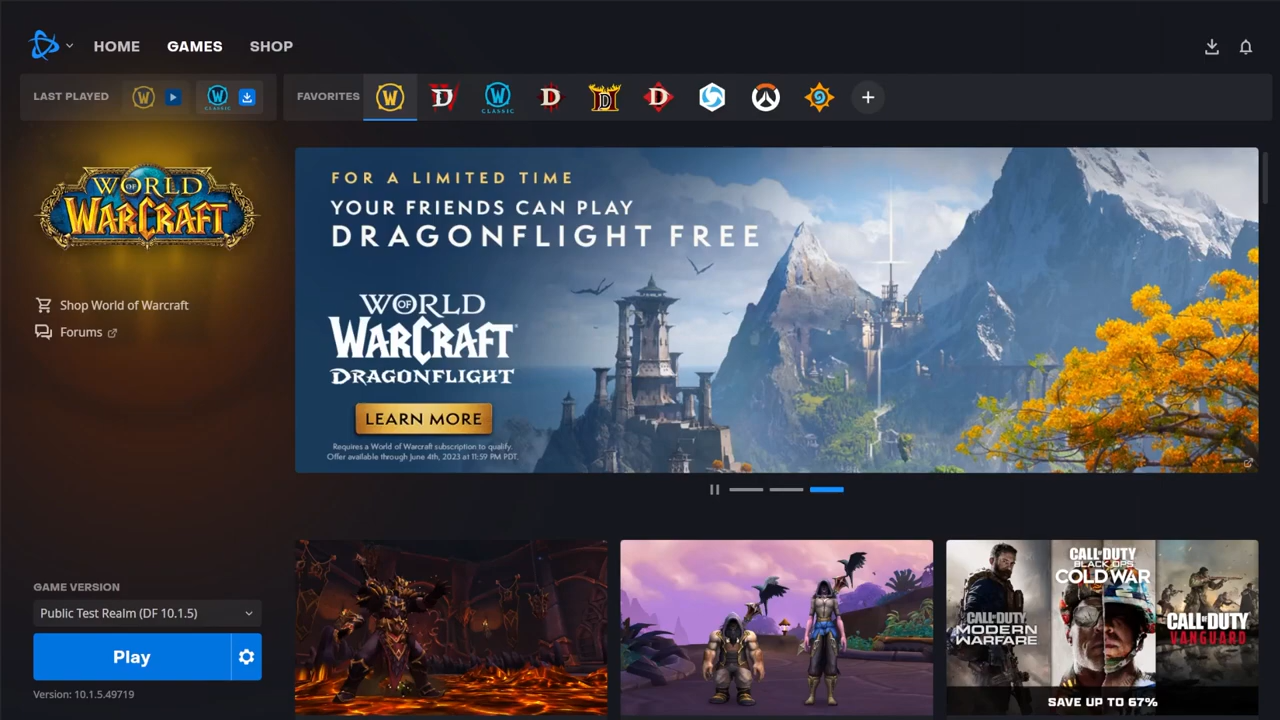 HOME GAMES SHOP
LAST PLAYED
CLASSIC
FAVORITES
CLASSIC
WORLD
OF
WARCRAFT
Shop World of Warcraft
Forums
FOR A LIMITED TIME
YOUR FRIENDS CAN PLAY
DRAGONFLIGHT FREE
WORLD
OF
WARCRAFT
DRAGONFLIGHT
LEARN MORE
Requires a World of Warcraft subscription to qualify.
Offer available through June 4th, 2023 at 11:59 PM PDT.
GAME VERSION
Public Test Realm (DF 10.1.5)
Play
Version: 10.1.5.49719
CALL OF DUTY
MODERN
WARFARE
CALL OF DUTY
BLACK OPS
COLD WAR
CALL OF DUTY
VANGUARD
SAVE UP TO 67%